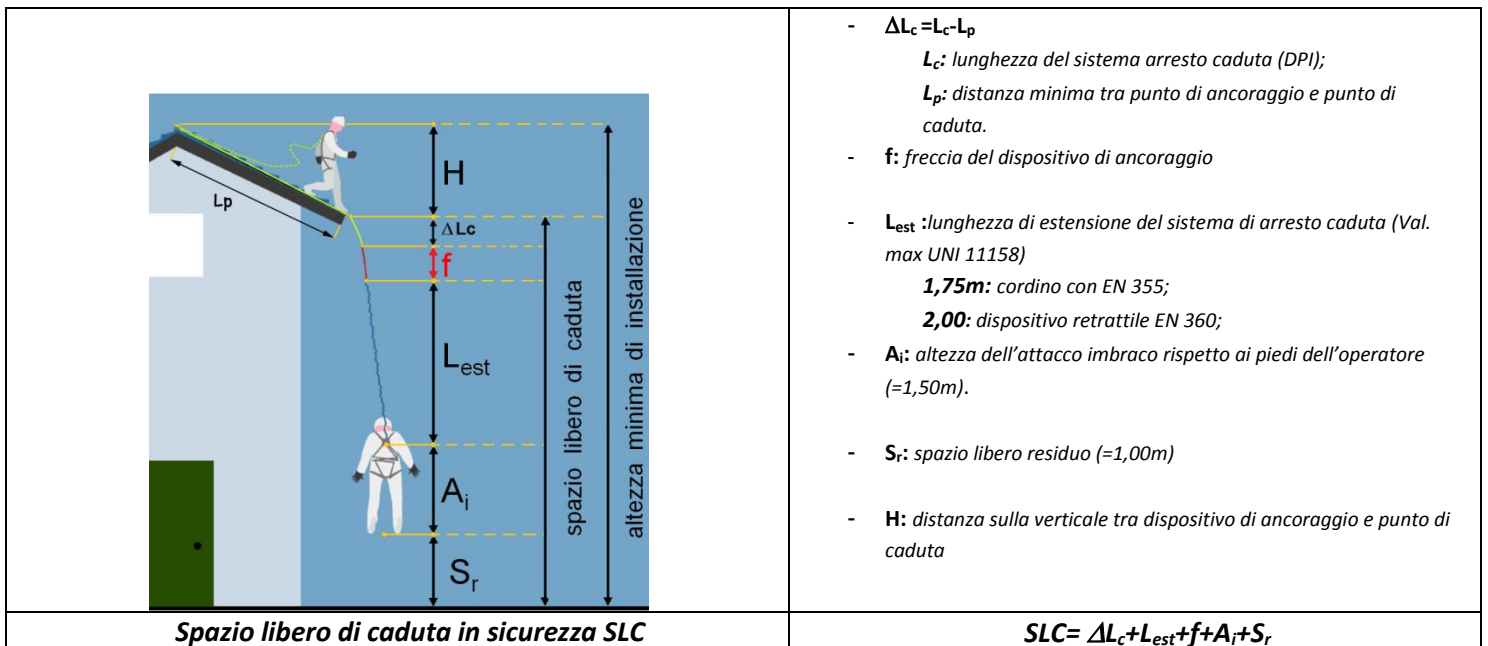 H
Lp
ΔLc
f
Lest
Ai
Sr
spazio libero di caduta
altezza minima di installazione
- ΔLc =Lc-Lp
Lc: lunghezza del sistema arresto caduta (DPI);
Lp: distanza minima tra punto di ancoraggio e punto di
caduta.
- f: freccia del dispositivo di ancoraggio
- Lest :lunghezza di estensione del sistema di arresto caduta (Val.
max UNI 11158)
1,75m: cordino con EN 355;
2,00: dispositivo retrattile EN 360;
- Ai: altezza dell’attacco imbraco rispetto ai piedi dell’operatore
(=1,50m).
- Sr: spazio libero residuo (=1,00m)
- H: distanza sulla verticale tra dispositivo di ancoraggio e punto di
caduta
Spazio libero di caduta in sicurezza SLC
SLC= ΔLc+Lest+f+Ai+Sr